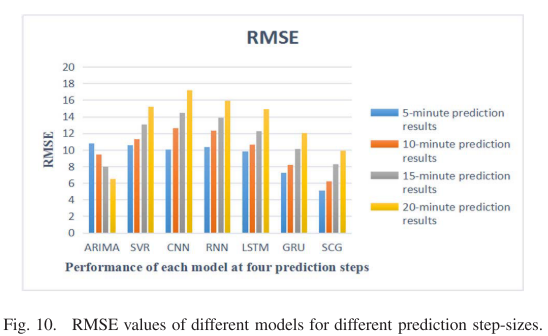 RMSE
20
18
16
14
12
10
8
6
4
2
0
RMSE
ARIMA SVR CNN RNN LSTM GRU SCG
Performance of each model at four prediction steps
5-minute prediction
results
10-minute prediction
results
15-minute prediction
results
20-minute prediction
results
Fig. 10. RMSE values of different models for different prediction step-sizes.